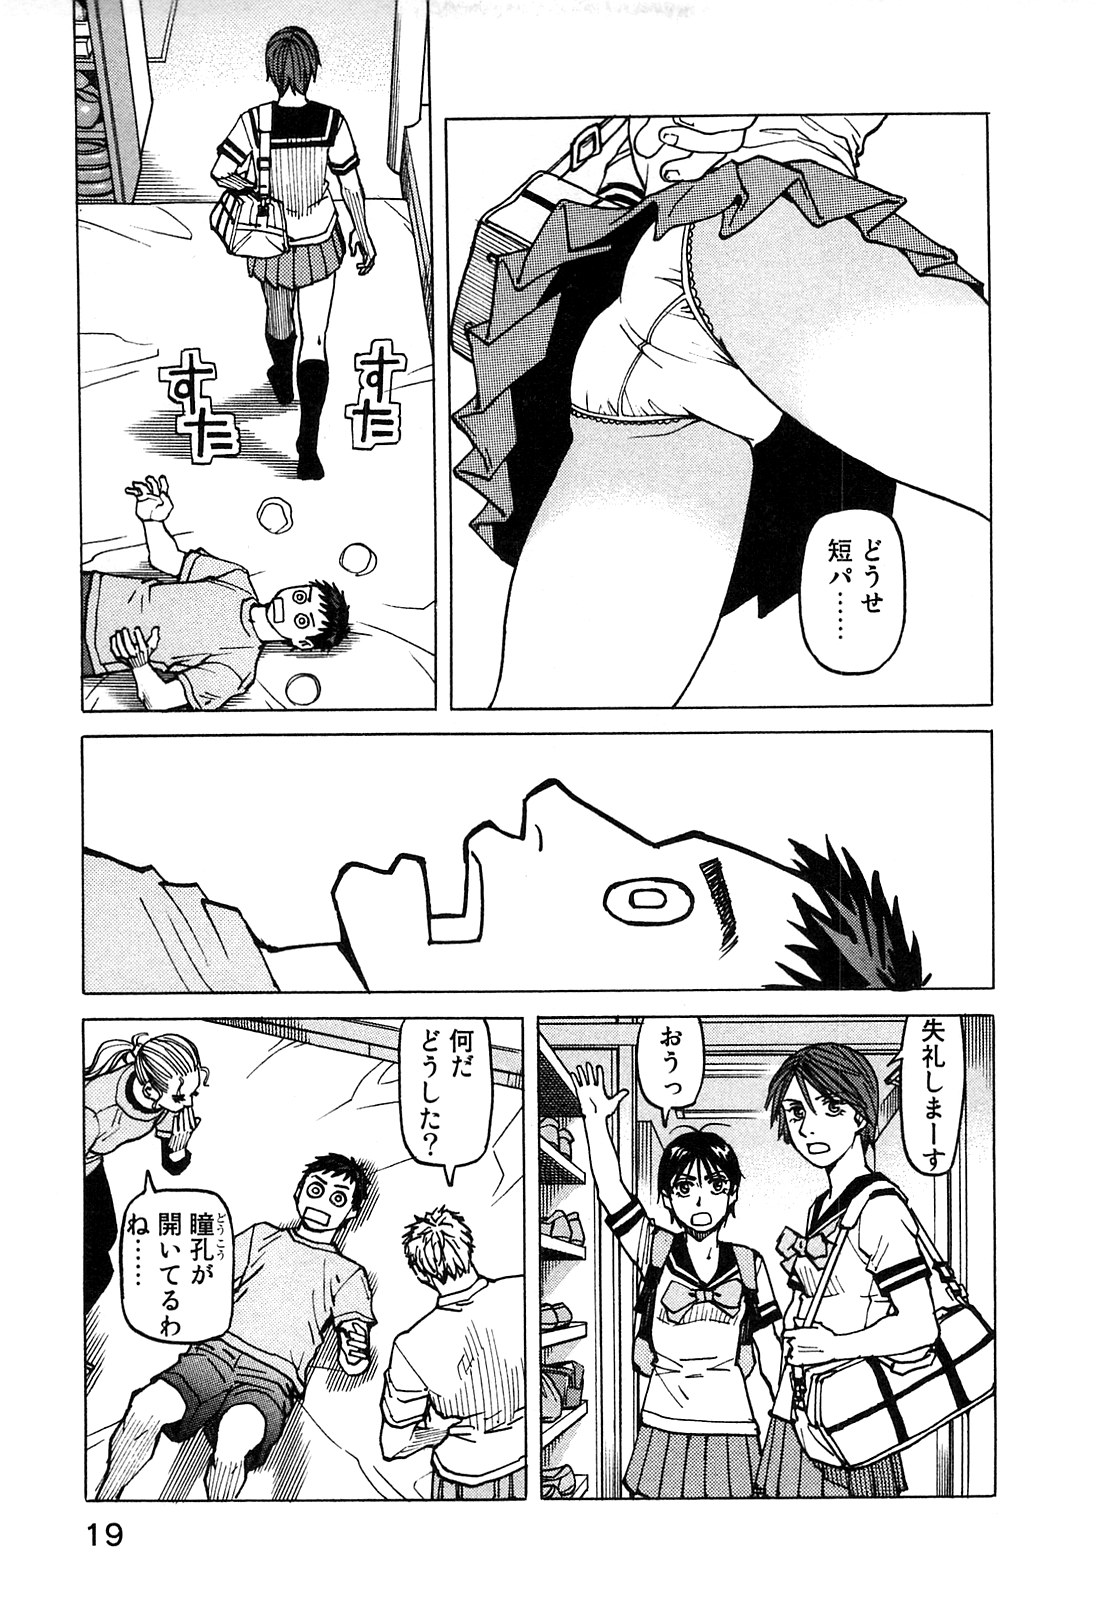 どうせ
短パ……
すた
すた
失礼しまーす
おうっ
何だ
どうした？
瞳孔が
どうこう
開いてるわ
ね……
19